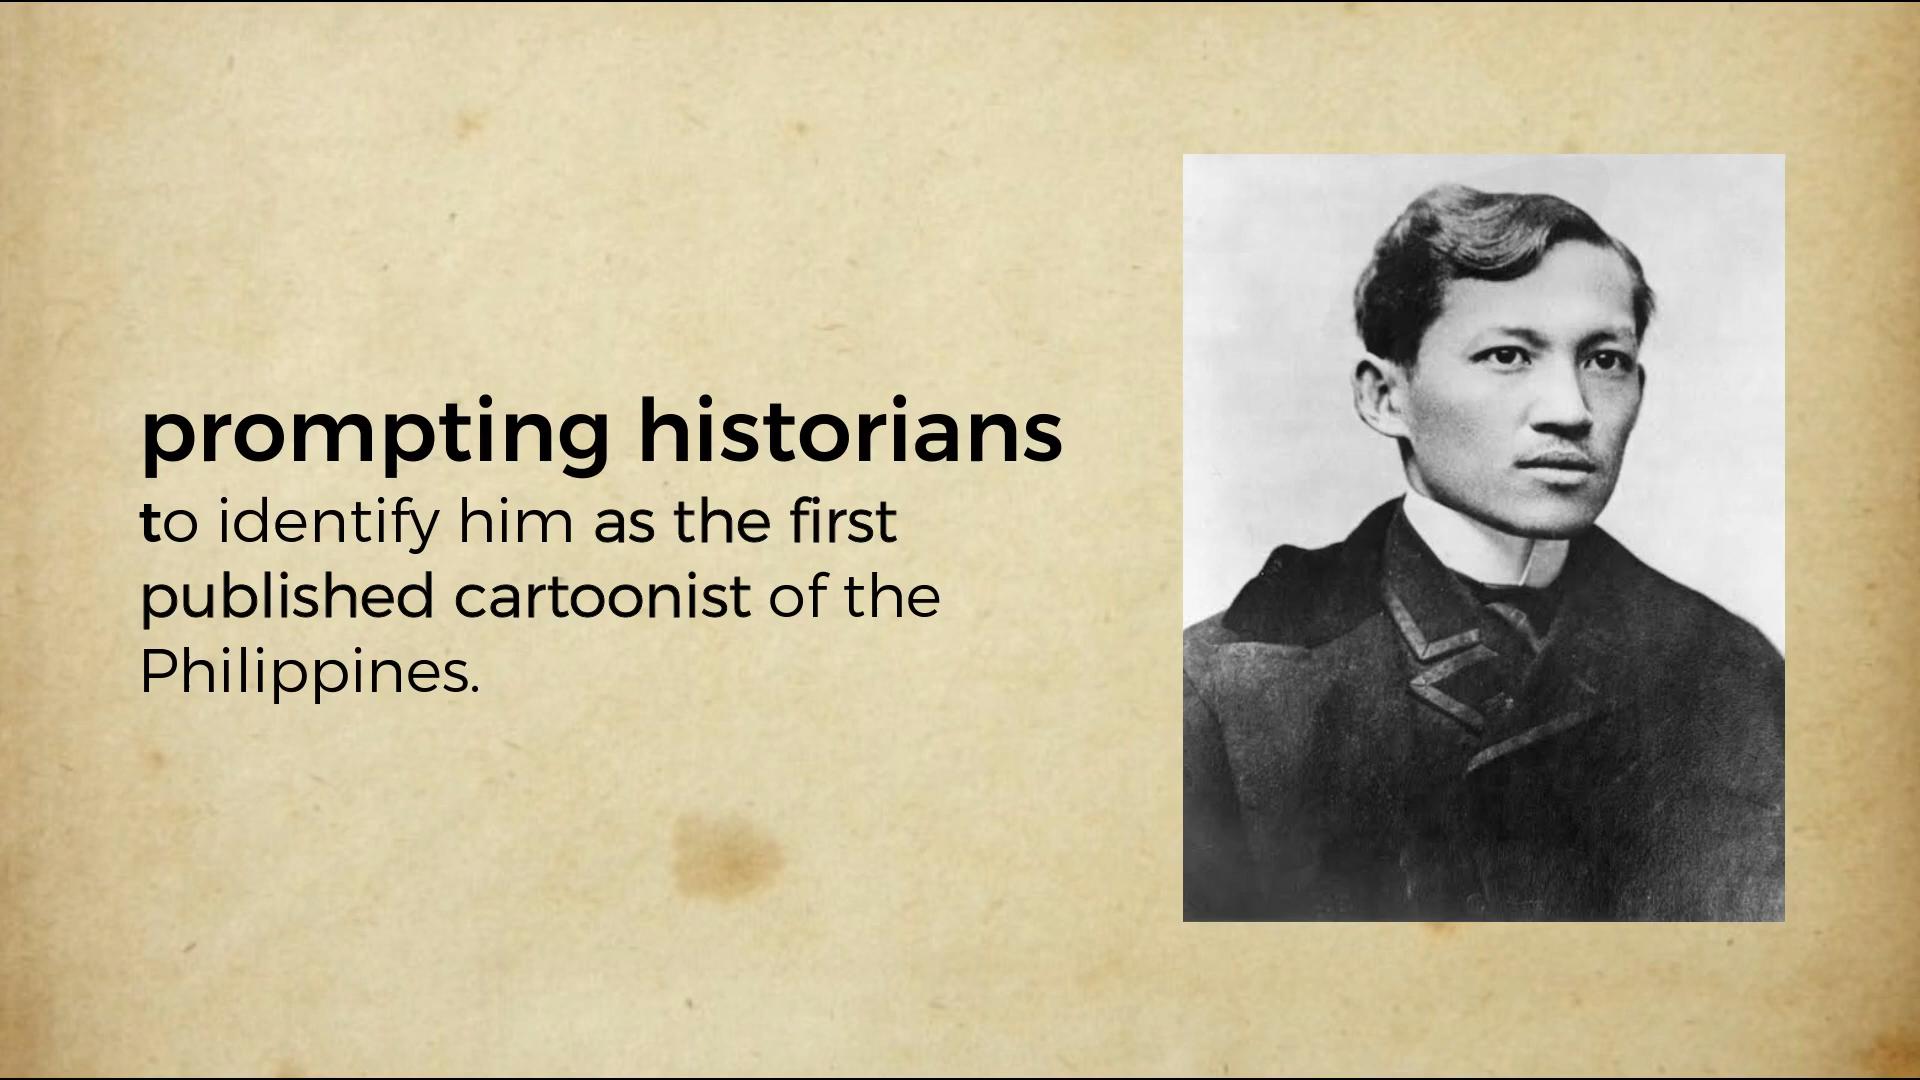 prompting historians
to identify him as the first
published cartoonist of the
Philippines.